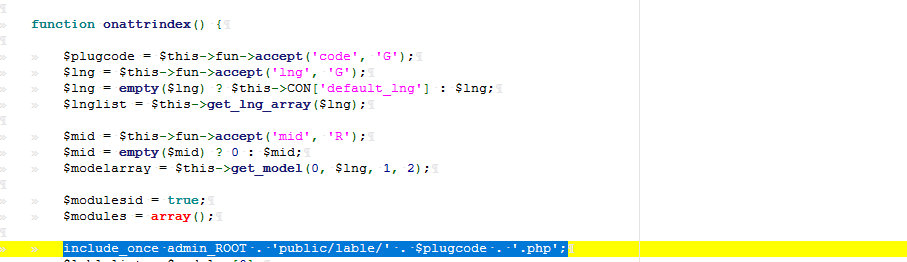 function onattrindex() {
$plugcode = $this->fun->accept('code', 'G');
$lng = $this->fun->accept('lng', 'G');
$lng = empty($lng) ? $this->CON['default_lng'] : $lng;
$lnglist = $this->get_lng_array($lng);
$mid = $this->fun->accept('mid', 'R');
$mid = empty($mid) ? 0 : $mid;
$modelarray = $this->get_model(0, $lng, 1, 2);
$modulesid = true;
$modules = array();
include_once admin_ROOT . 'public/lable/' . $plugcode . '.php';